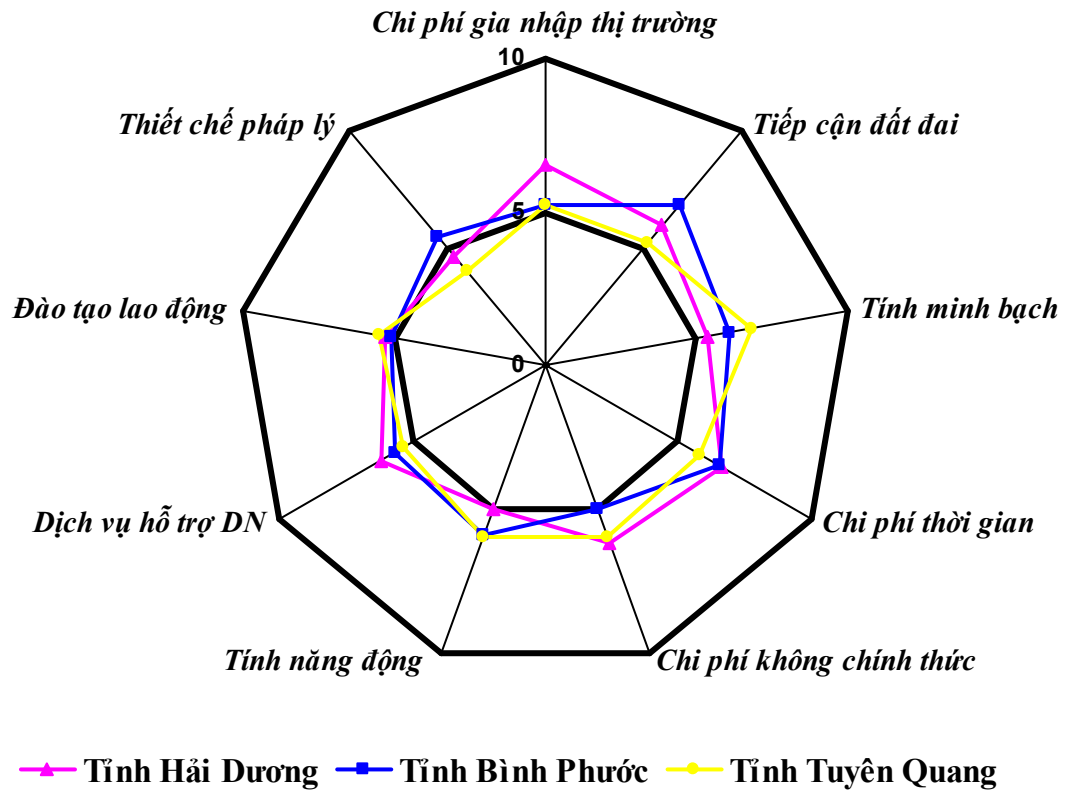 Chi phí gia nhập thị trường
10
Thiết chế pháp lý
Tiếp cận đất đai
5
Đào tạo lao động
Tính minh bạch
0
Dịch vụ hỗ trợ DN
Chi phí thời gian
Tính năng động
Chi phí không chính thức
Tỉnh Hải Dương Tỉnh Bình Phước Tỉnh Tuyên Quang